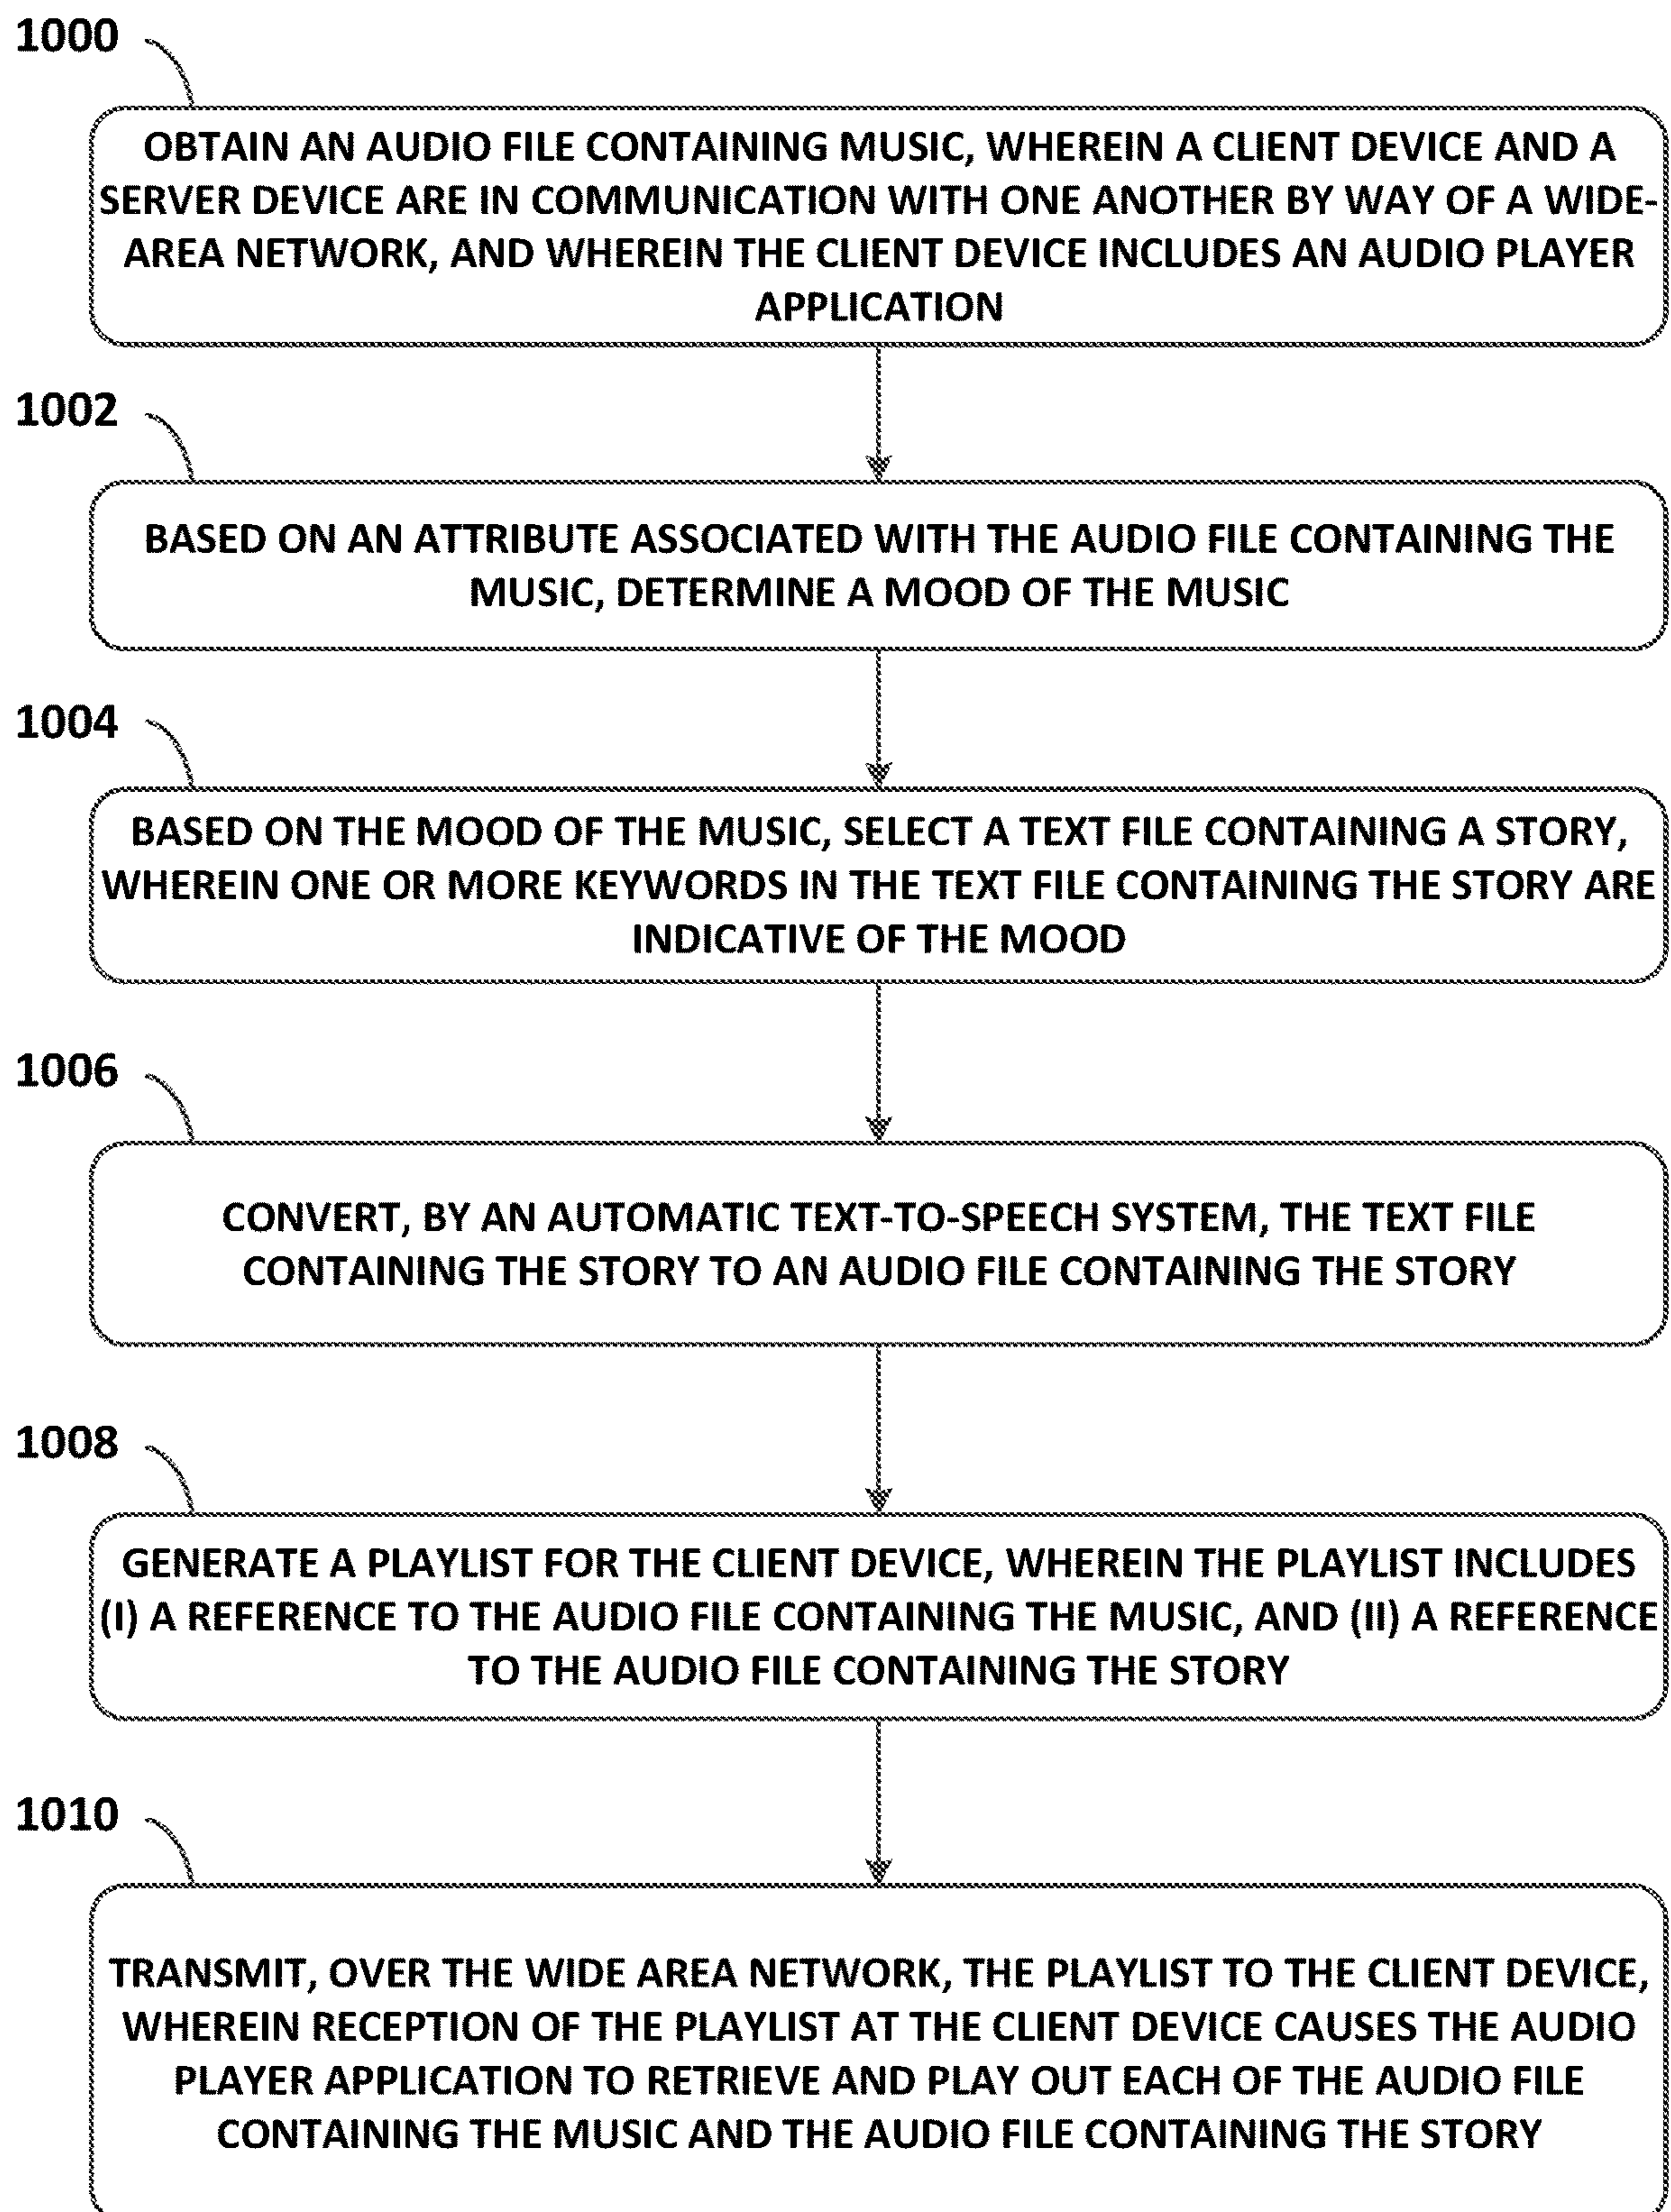 1000
OBTAIN AN AUDIO FILE CONTAINING MUSIC, WHEREIN A CLIENT DEVICE AND A
SERVER DEVICE ARE IN COMMUNICATION WITH ONE ANOTHER BY WAY OF A WIDE-
AREA NETWORK, AND WHEREIN THE CLIENT DEVICE INCLUDES AN AUDIO PLAYER
APPLICATION
1002
BASED ON AN ATTRIBUTE ASSOCIATED WITH THE AUDIO FILE CONTAINING THE
MUSIC, DETERMINE A MOOD OF THE MUSIC
1004
BASED ON THE MOOD OF THE MUSIC, SELECT A TEXT FILE CONTAINING A STORY,
WHEREIN ONE OR MORE KEYWORDS IN THE TEXT FILE CONTAINING THE STORY ARE
INDICATIVE OF THE MOOD
1006
CONVERT, BY AN AUTOMATIC TEXT-TO-SPEECH SYSTEM, THE TEXT FILE
CONTAINING THE STORY TO AN AUDIO FILE CONTAINING THE STORY
1008
GENERATE A PLAYLIST FOR THE CLIENT DEVICE, WHEREIN THE PLAYLIST INCLUDES
(I) A REFERENCE TO THE AUDIO FILE CONTAINING THE MUSIC, AND (II) A REFERENCE
TO THE AUDIO FILE CONTAINING THE STORY
1010
TRANSMIT, OVER THE WIDE AREA NETWORK, THE PLAYLIST TO THE CLIENT DEVICE,
WHEREIN RECEPTION OF THE PLAYLIST AT THE CLIENT DEVICE CAUSES THE AUDIO
PLAYER APPLICATION TO RETRIEVE AND PLAY OUT EACH OF THE AUDIO FILE
CONTAINING THE MUSIC AND THE AUDIO FILE CONTAINING THE STORY